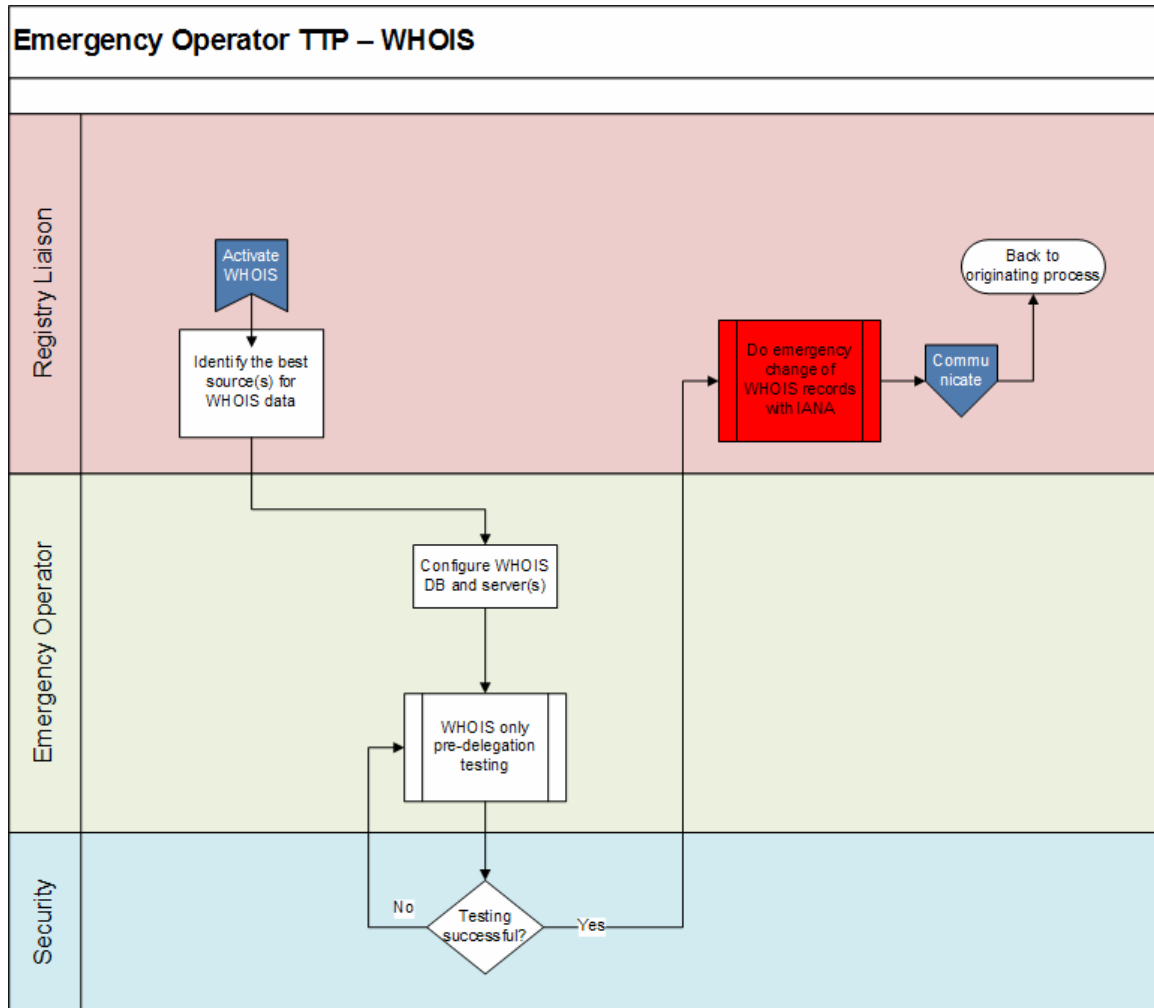 Emergency Operator TTP – WHOIS
Registry Liaison
Activate
WHOIS
Identify the best
source(s) for
WHOIS data
Do emergency
change of
WHOIS records
with IANA
Commu
nicate
Back to
originating process
Emergency Operator
Configure WHOIS
DB and server(s)
WHOIS only
pre-delegation
testing
Security
No
Testing
successful?
Yes